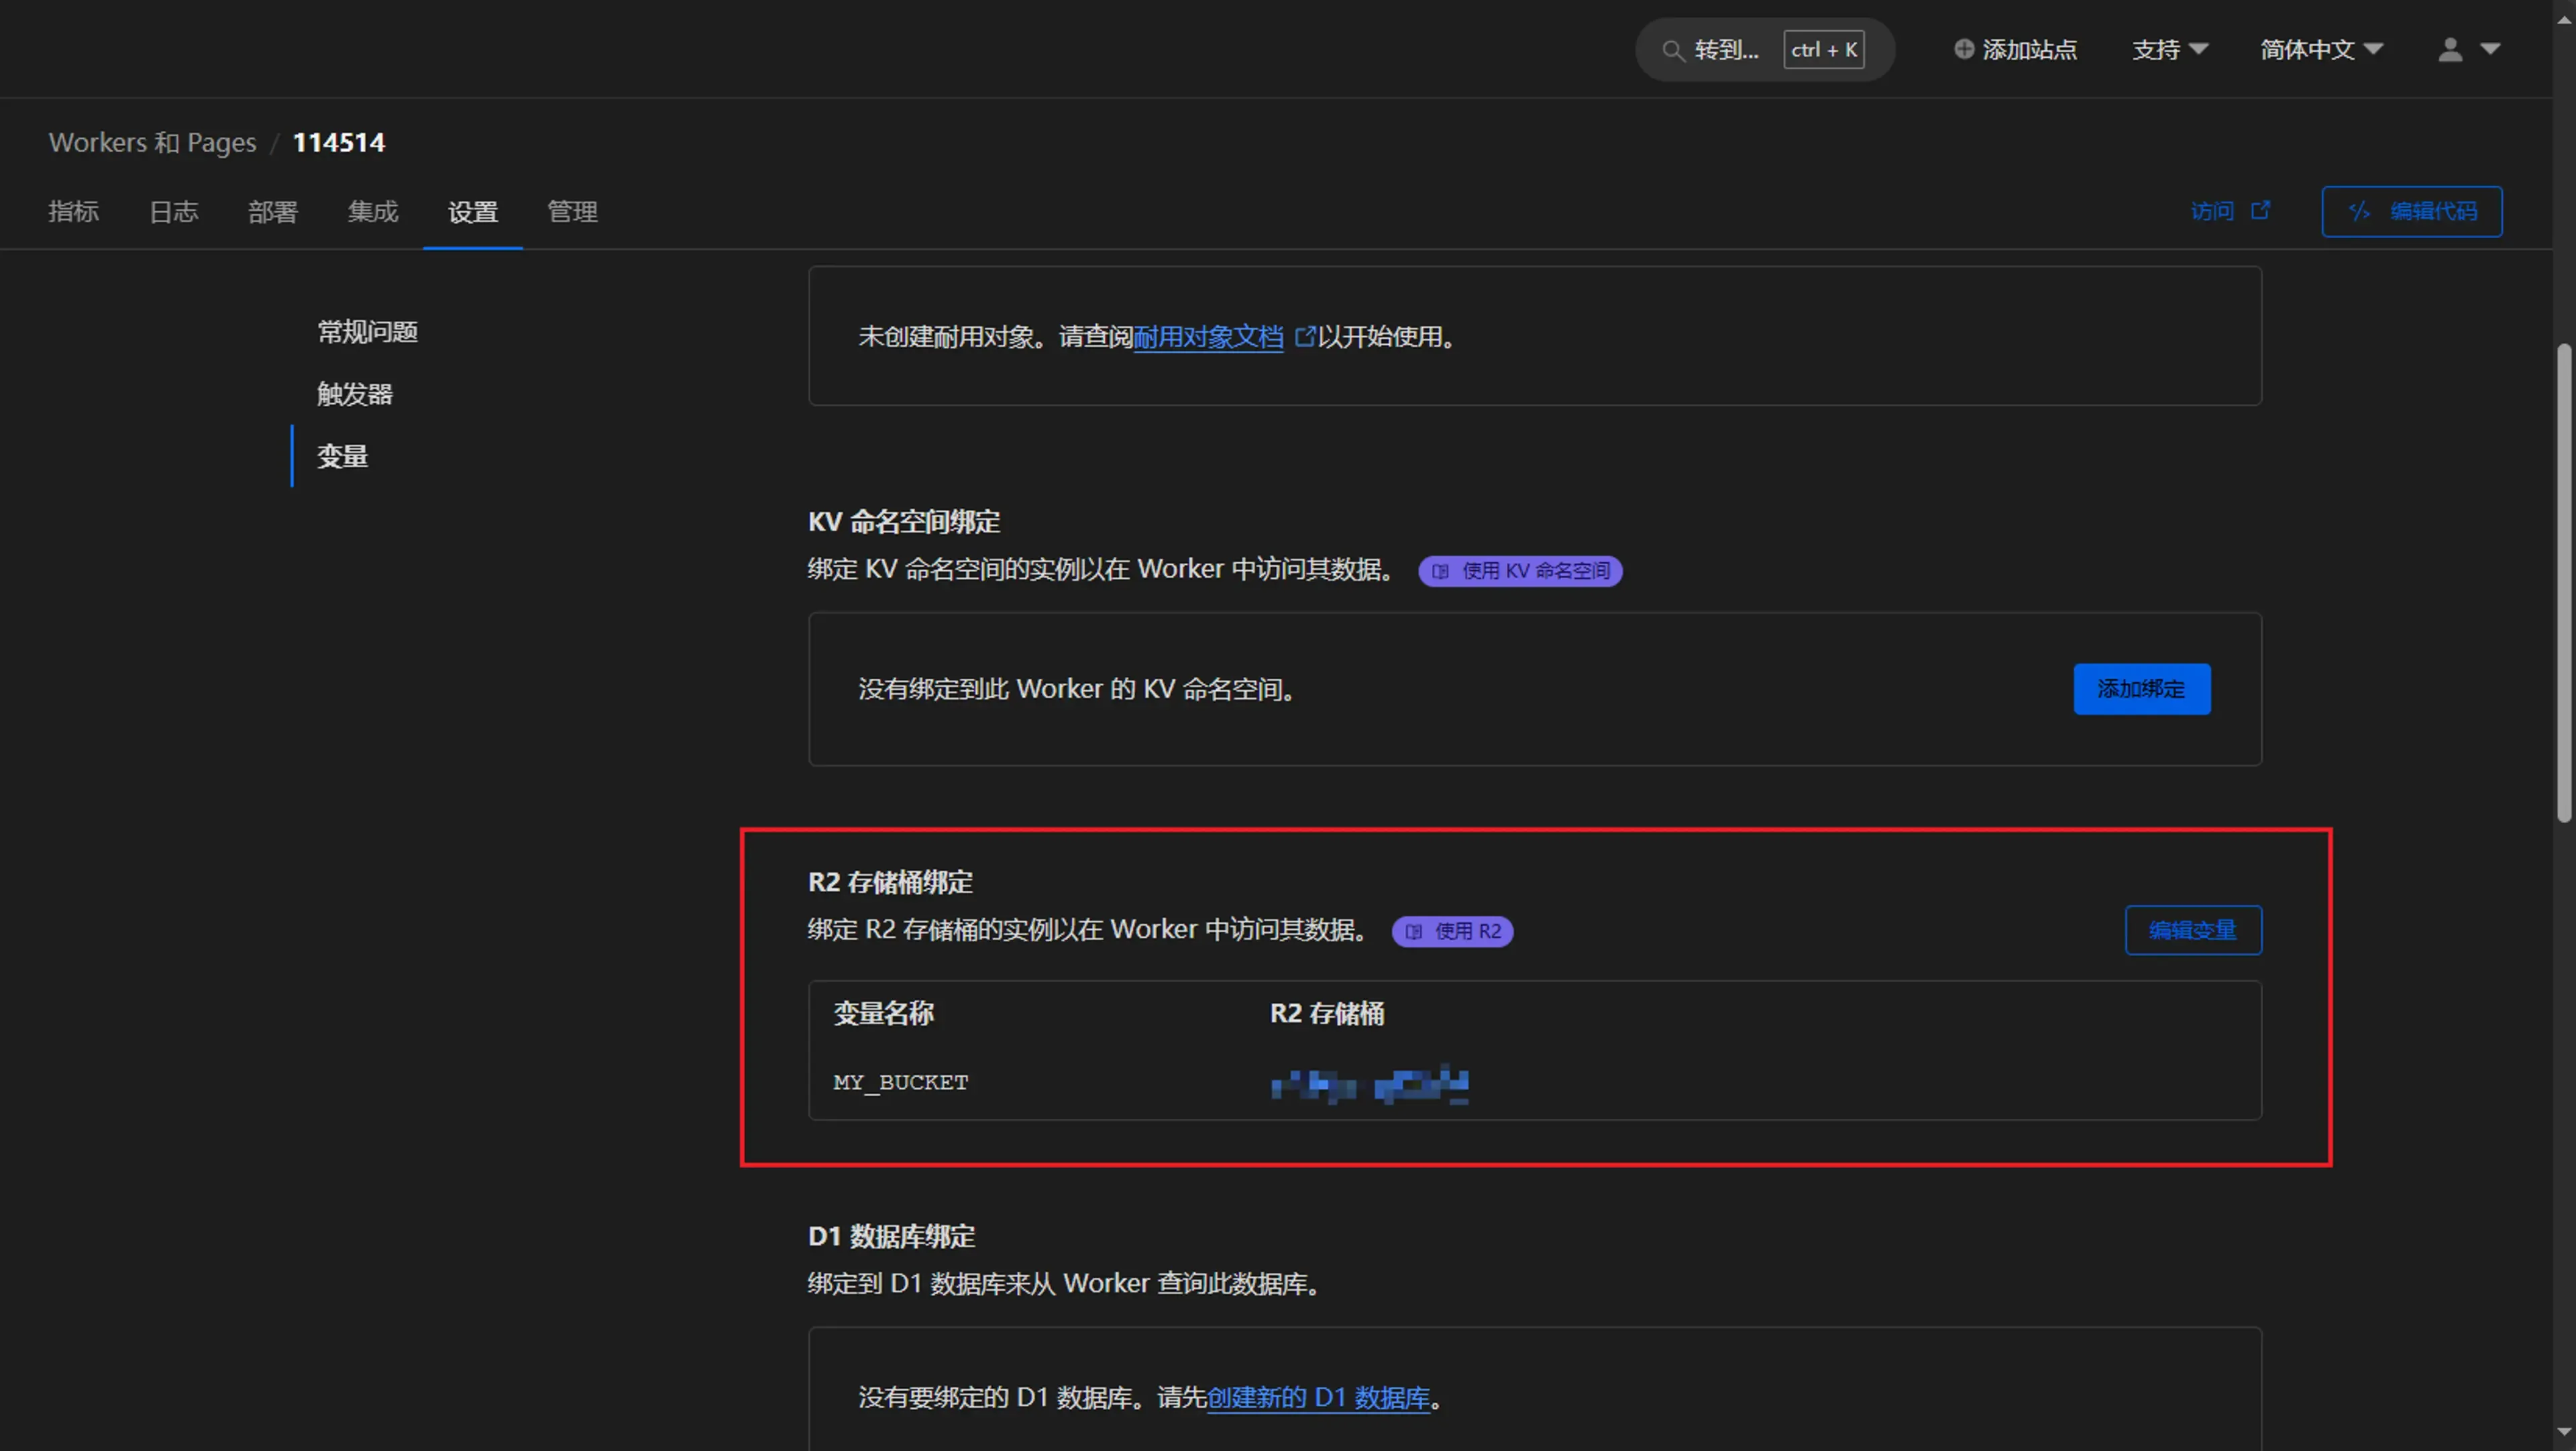 转到... ctrl + K 添加站点 支持 简体中文
Workers 和 Pages / 114514
指标 日志 部署 集成 设置 管理 访问 </> 编辑代码
常规问题
触发器
变量
未创建耐用对象。请查阅耐用对象文档 以开始使用。
KV 命名空间绑定
绑定 KV 命名空间的实例以在 Worker 中访问其数据。 使用 KV 命名空间
没有绑定到此 Worker 的 KV 命名空间。 添加绑定
R2 存储桶绑定
绑定 R2 存储桶的实例以在 Worker 中访问其数据。 使用 R2 编辑变量
变量名称 R2 存储桶
MY_BUCKET
D1 数据库绑定
绑定到 D1 数据库来从 Worker 查询此数据库。
没有要绑定的 D1 数据库。请先创建新的 D1 数据库。